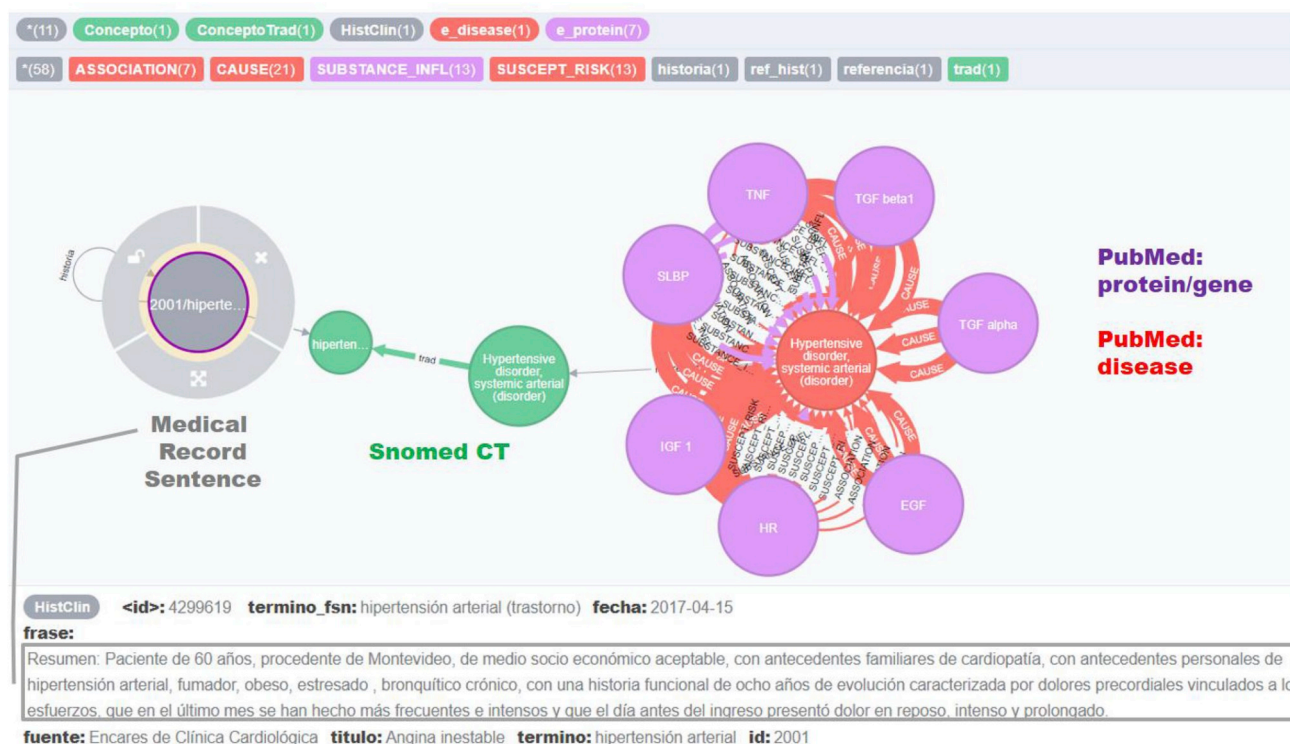 *(11) Concepto(1) ConceptoTrad(1) HistClin(1) e_disease(1) e_protein(7)
*(58) ASSOCIATION(7) CAUSE(21) SUBSTANCE_INFL(13) SUSCEPT_RISK(13) historia(1) ref_hist(1) referencia(1) trad(1)
historia
2001/hiperte...
hiperten...
trad
Hypertensive
disorder,
systemic arterial
(disorder)
TNF
TGF beta1
SLBP
TGF alpha
IGF 1
HR
EGF
Hypertensive
disorder,
systemic arterial
(disorder)
CAUSE
CAUSE
CAUSE
CAUSE
CAUSE
CAUSE
PubMed:
protein/gene
PubMed:
disease
Medical
Record
Sentence
Snomed CT
HistClin <id>: 4299619 termino_fsn: hipertensión arterial (trastorno) fecha: 2017-04-15
frase:
Resumen: Paciente de 60 años, procedente de Montevideo, de medio socio económico aceptable, con antecedentes familiares de cardiopatía, con antecedentes personales de
hipertensión arterial, fumador, obeso, estresado , bronquítico crónico, con una historia funcional de ocho años de evolución caracterizada por dolores precordiales vinculados a lo
esfuerzos, que en el último mes se han hecho más frecuentes e intensos y que el día antes del ingreso presentó dolor en reposo, intenso y prolongado.
fuente: Encares de Clínica Cardiológica titulo: Angina inestable termino: hipertensión arterial id: 2001